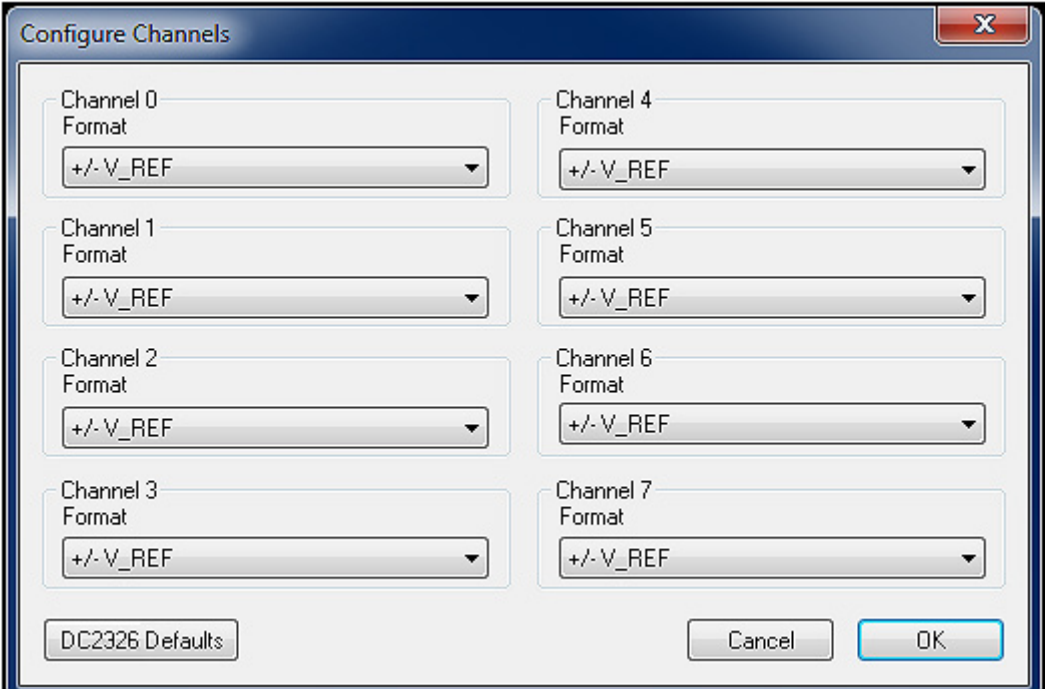 Configure Channels
X
Channel 0
Format
+/- V_REF
Channel 1
Format
+/- V_REF
Channel 2
Format
+/- V_REF
Channel 3
Format
+/- V_REF
Channel 4
Format
+/- V_REF
Channel 5
Format
+/- V_REF
Channel 6
Format
+/- V_REF
Channel 7
Format
+/- V_REF
DC2326 Defaults
Cancel
OK